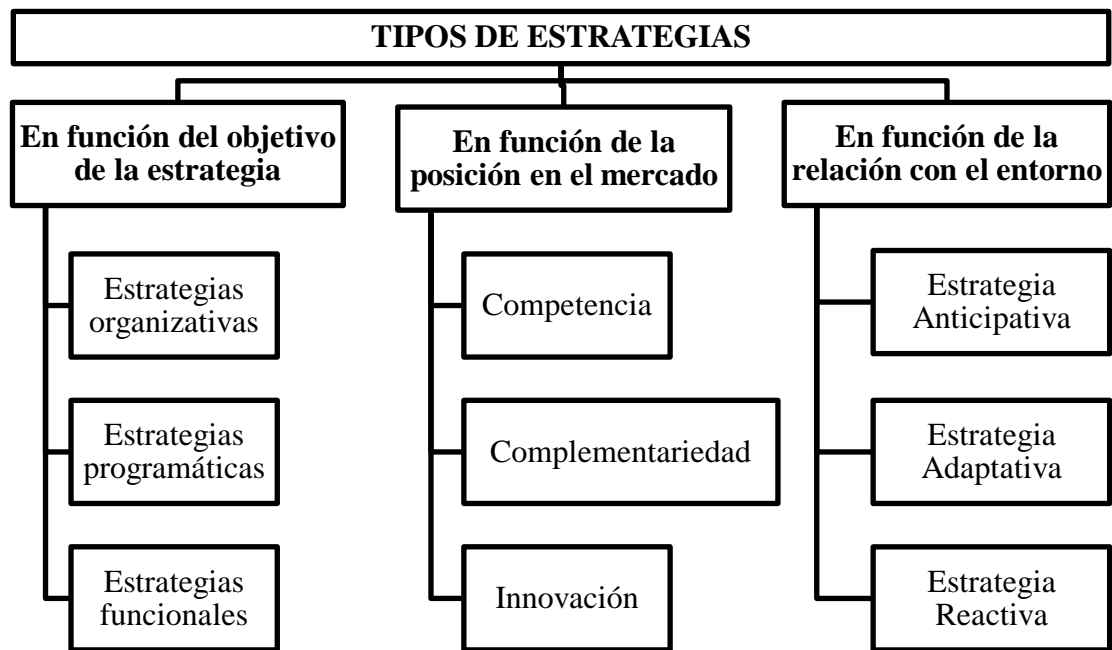 TIPOS DE ESTRATEGIAS
En función del objetivo
de la estrategia
Estrategias
organizativas
Estrategias
programáticas
Estrategias
funcionales
En función de la
posición en el mercado
Competencia
Complementariedad
Innovación
En función de la
relación con el entorno
Estrategia
Anticipativa
Estrategia
Adaptativa
Estrategia
Reactiva